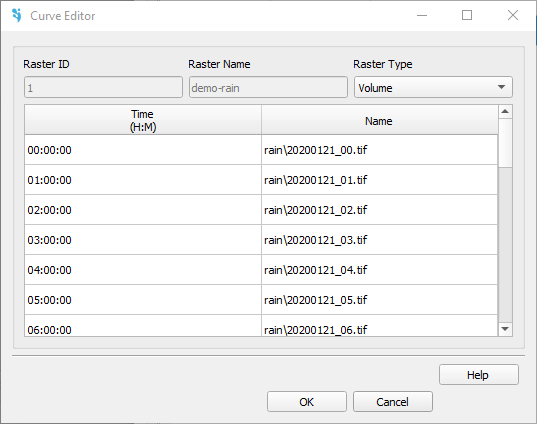 Curve Editor
Raster ID Raster Name Raster Type
1 demo-rain Volume
Time
(H:M) Name
00:00:00 rain\20200121_00.tif
01:00:00 rain\20200121_01.tif
02:00:00 rain\20200121_02.tif
03:00:00 rain\20200121_03.tif
04:00:00 rain\20200121_04.tif
05:00:00 rain\20200121_05.tif
06:00:00 rain\20200121_06.tif
Help
OK Cancel